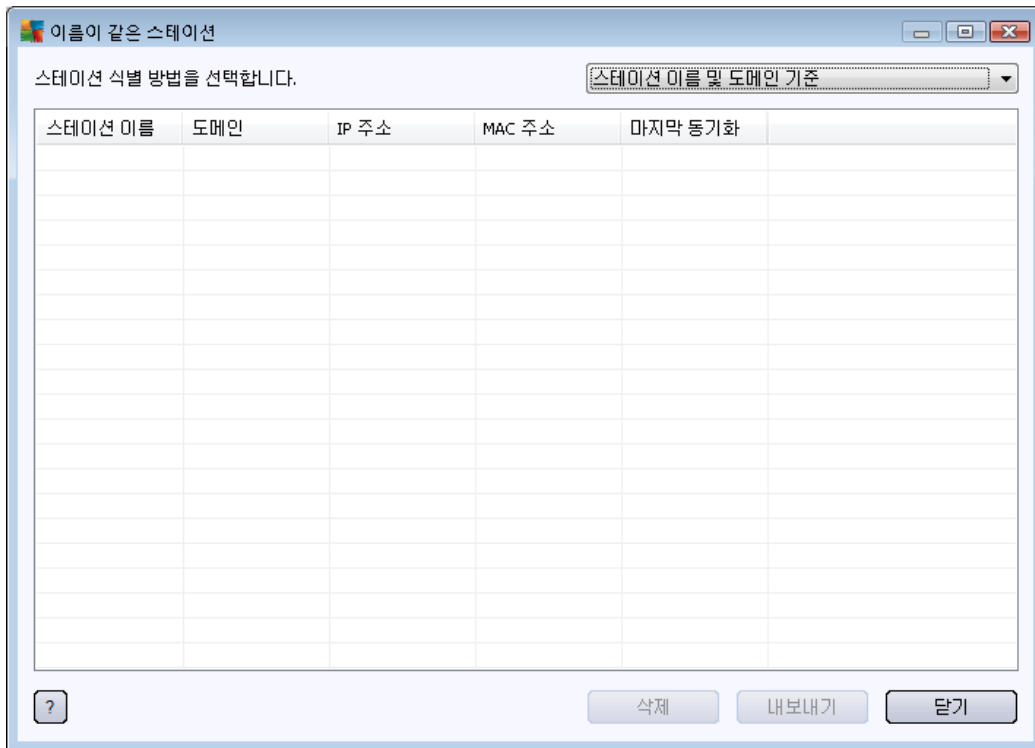 이름이 같은 스테이션
스테이션 식별 방법을 선택합니다. 스테이션 이름 및 도메인 기준
스테이션 이름 도메인 IP 주소 MAC 주소 마지막 동기화
? 삭제 내보내기 닫기